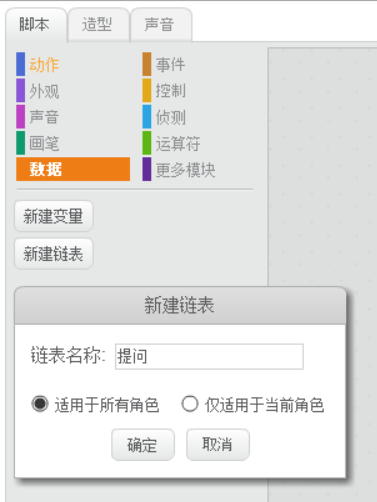 脚本 造型 声音
动作 事件
外观 控制
声音 侦测
画笔 运算符
数据 更多模块
新建变量
新建链表
新建链表
链表名称: 提问
适用于所有角色 仅适用于当前角色
确定 取消